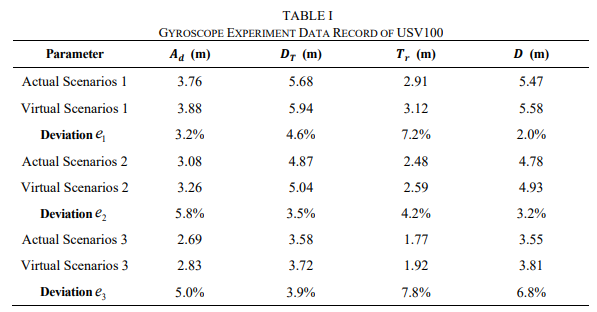 TABLE I
GYROSCOPE EXPERIMENT DATA RECORD OF USV100
Parameter A_d (m) D_T (m) T_r (m) D (m)
Actual Scenarios 1 3.76 5.68 2.91 5.47
Virtual Scenarios 1 3.88 5.94 3.12 5.58
Deviation e_1 3.2% 4.6% 7.2% 2.0%
Actual Scenarios 2 3.08 4.87 2.48 4.78
Virtual Scenarios 2 3.26 5.04 2.59 4.93
Deviation e_2 5.8% 3.5% 4.2% 3.2%
Actual Scenarios 3 2.69 3.58 1.77 3.55
Virtual Scenarios 3 2.83 3.72 1.92 3.81
Deviation e_3 5.0% 3.9% 7.8% 6.8%